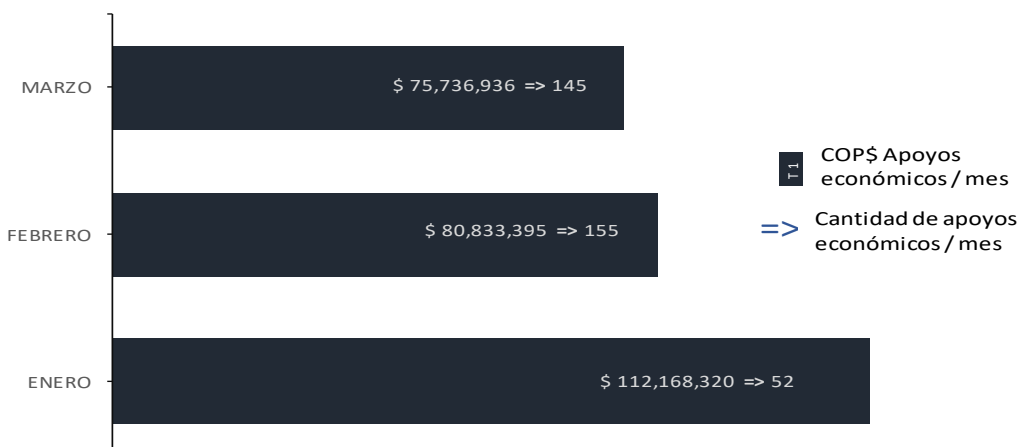 MARZO
$ 75,736,936 => 145
FEBRERO
$ 80,833,395 => 155
ENERO
$ 112,168,320 => 52
T 1
COP$ Apoyos
económicos / mes
=> Cantidad de apoyos
económicos / mes